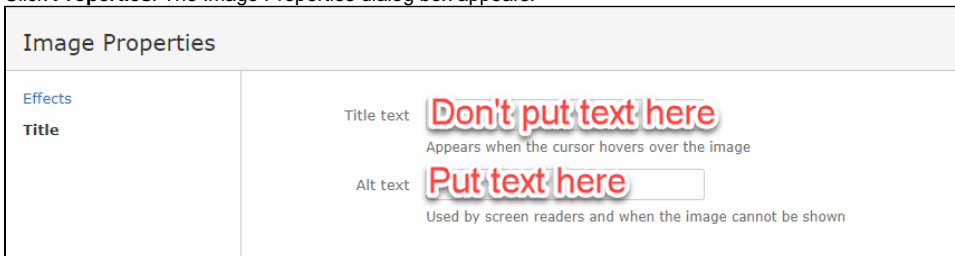 Click Properties. The Image Properties dialog box appears.
Image Properties
Effects
Title
Title text
Don't put text here
Appears when the cursor hovers over the image
Alt text
Put text here
Used by screen readers and when the image cannot be shown